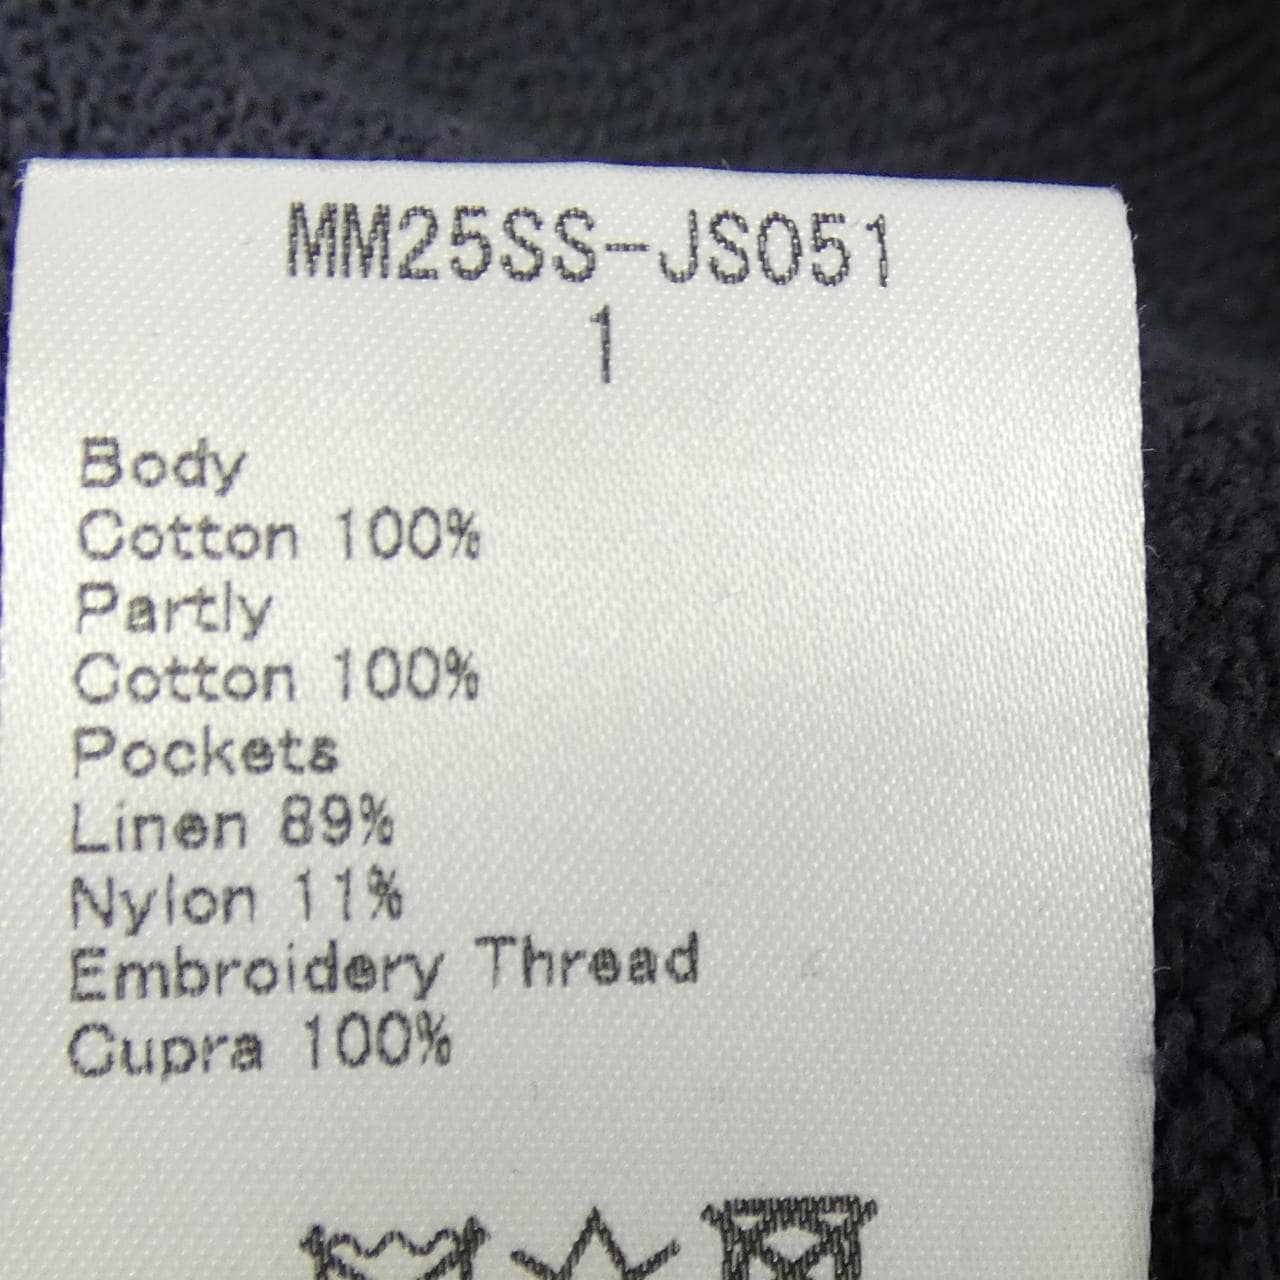 MM25SS-JS051
1
Body
Cotton 100%
Partly
Cotton 100%
Pockets
Linen 89%
Nylon 11%
Embroidery Thread
Cupra 100%